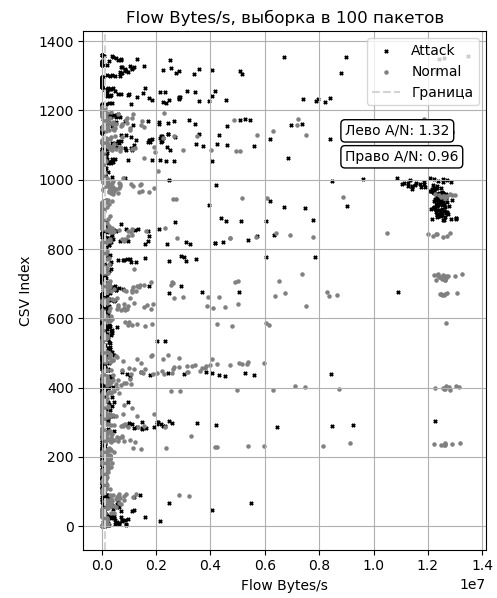 Flow Bytes/s, выборка в 100 пакетов
Attack
Normal
Граница
Лево A/N: 1.32
Право A/N: 0.96
CSV Index
1400
1200
1000
800
600
400
200
0
0.0 0.2 0.4 0.6 0.8 1.0 1.2 1.4
1e7
Flow Bytes/s